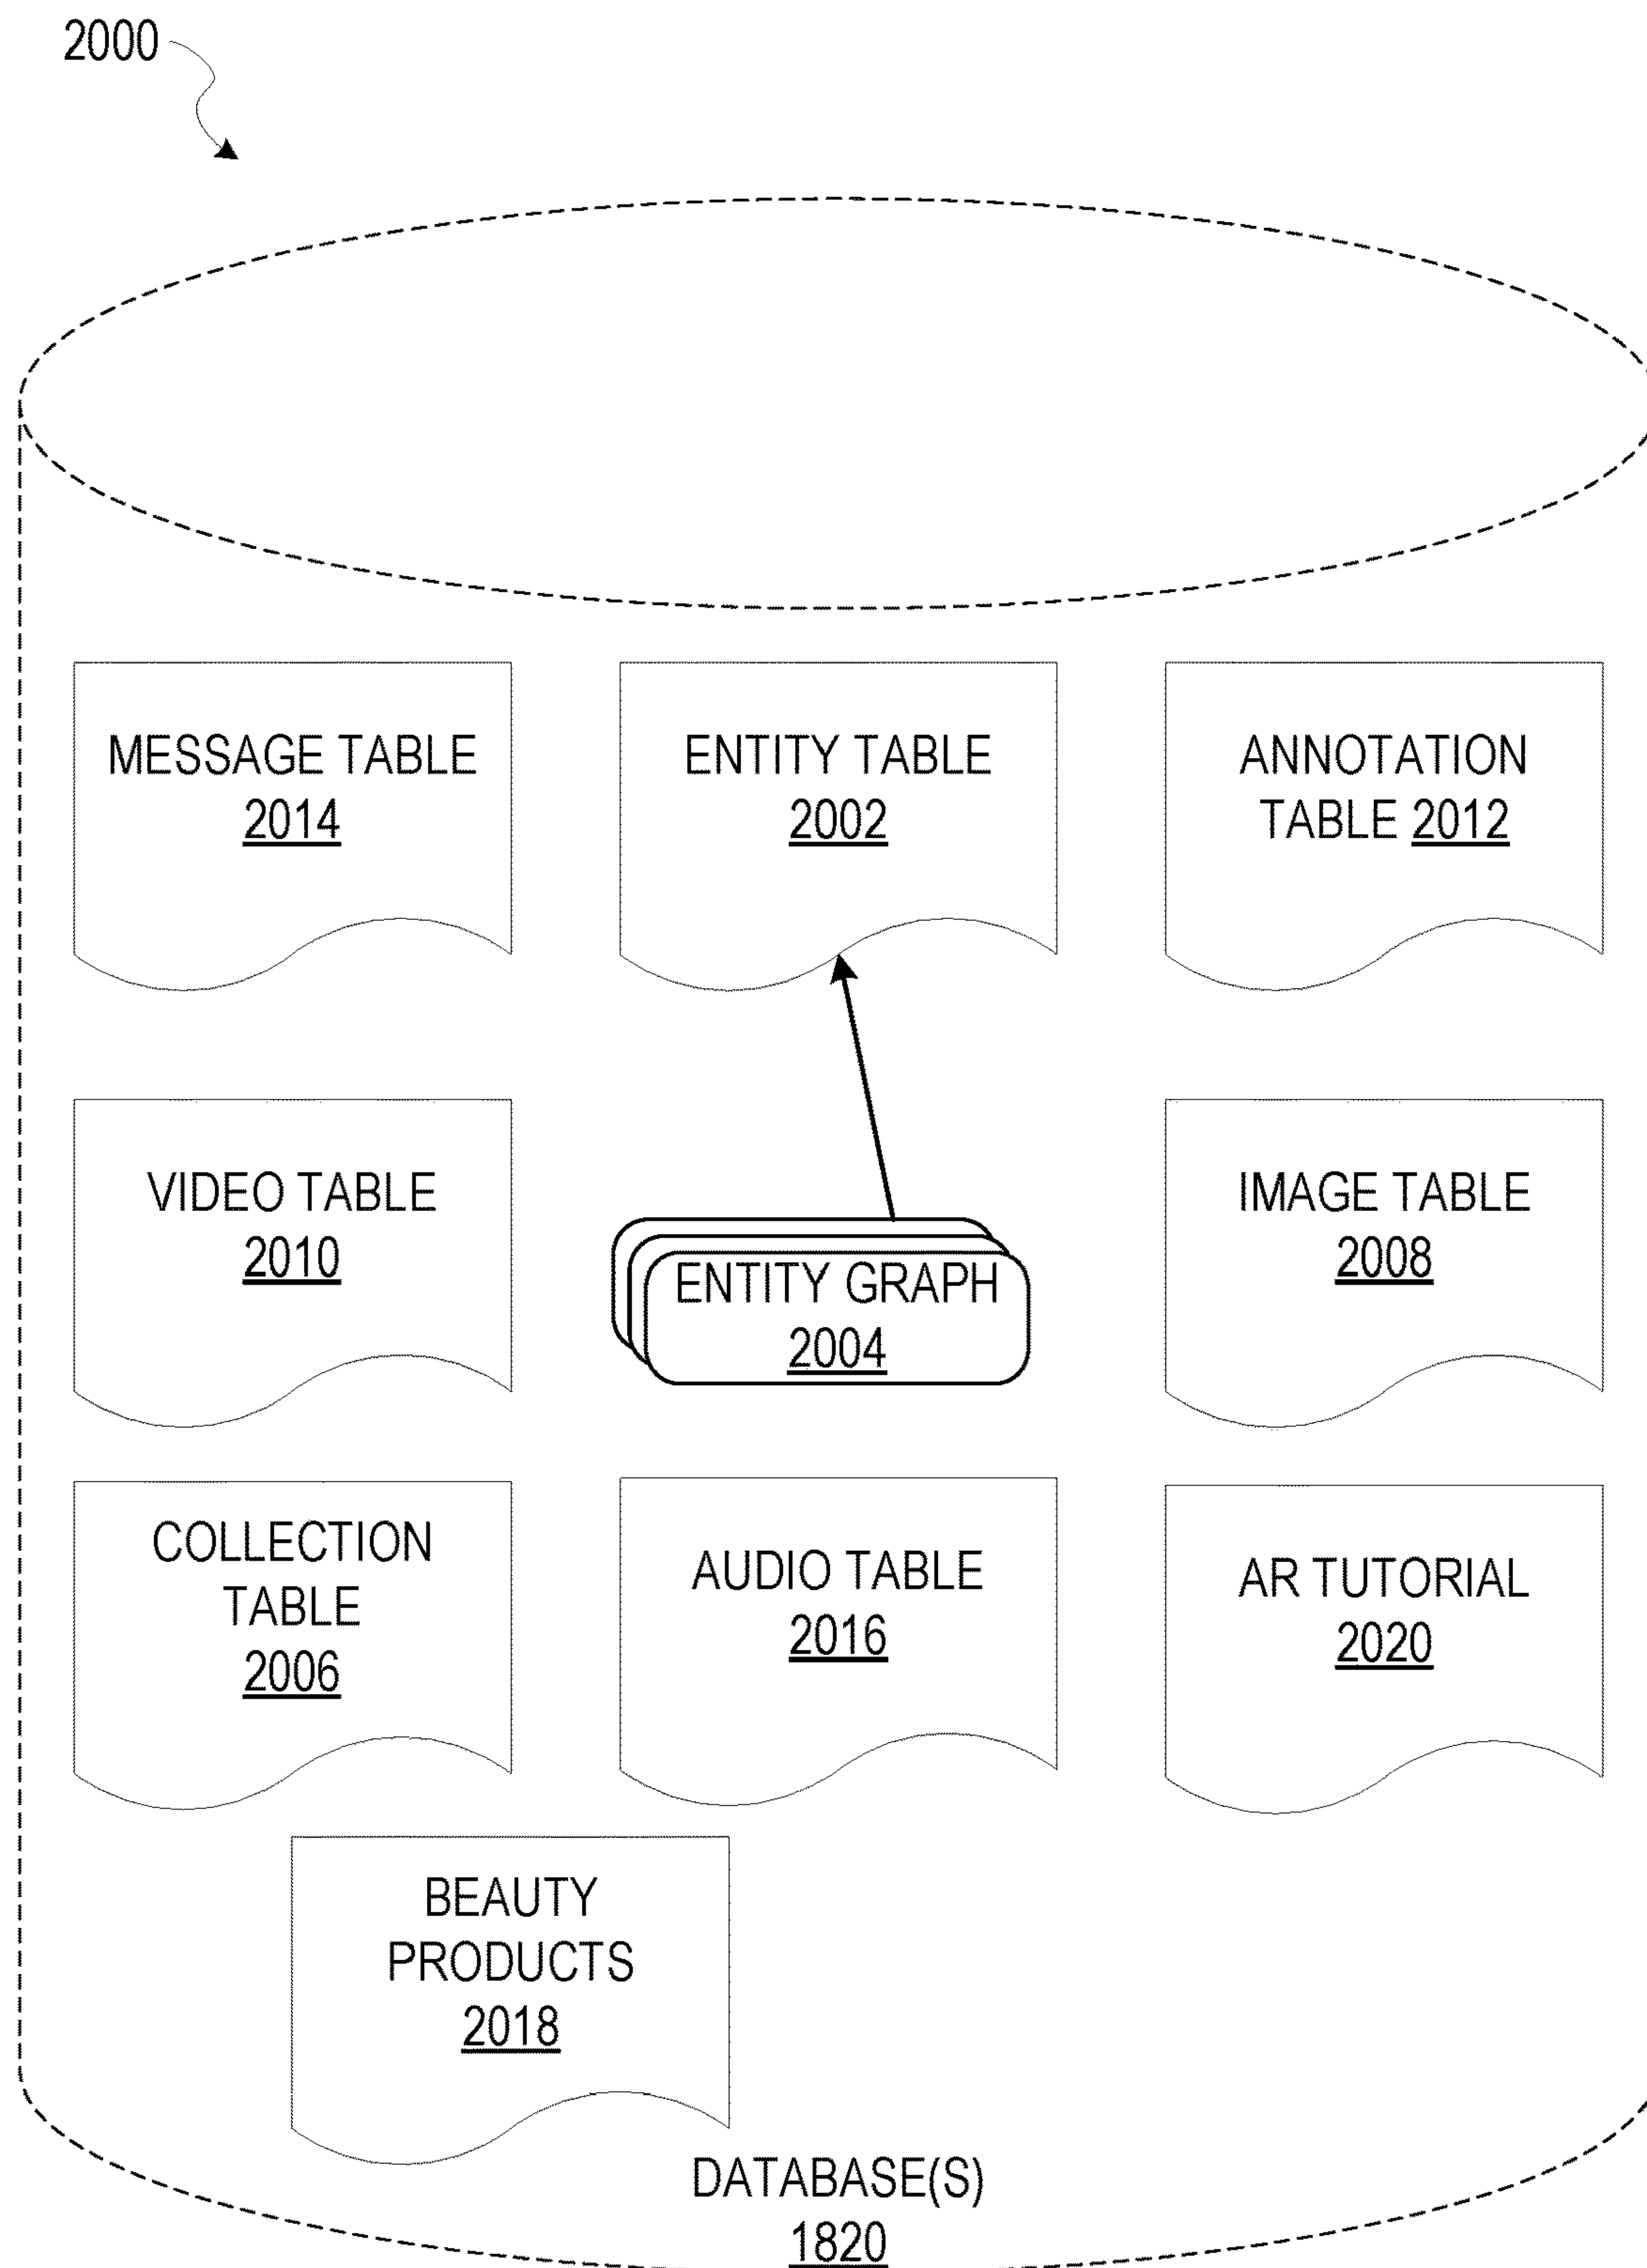 2000
MESSAGE TABLE
2014
ENTITY TABLE
2002
ANNOTATION
TABLE 2012
VIDEO TABLE
2010
ENTITY GRAPH
2004
IMAGE TABLE
2008
COLLECTION
TABLE
2006
AUDIO TABLE
2016
AR TUTORIAL
2020
BEAUTY
PRODUCTS
2018
DATABASE(S)
1820